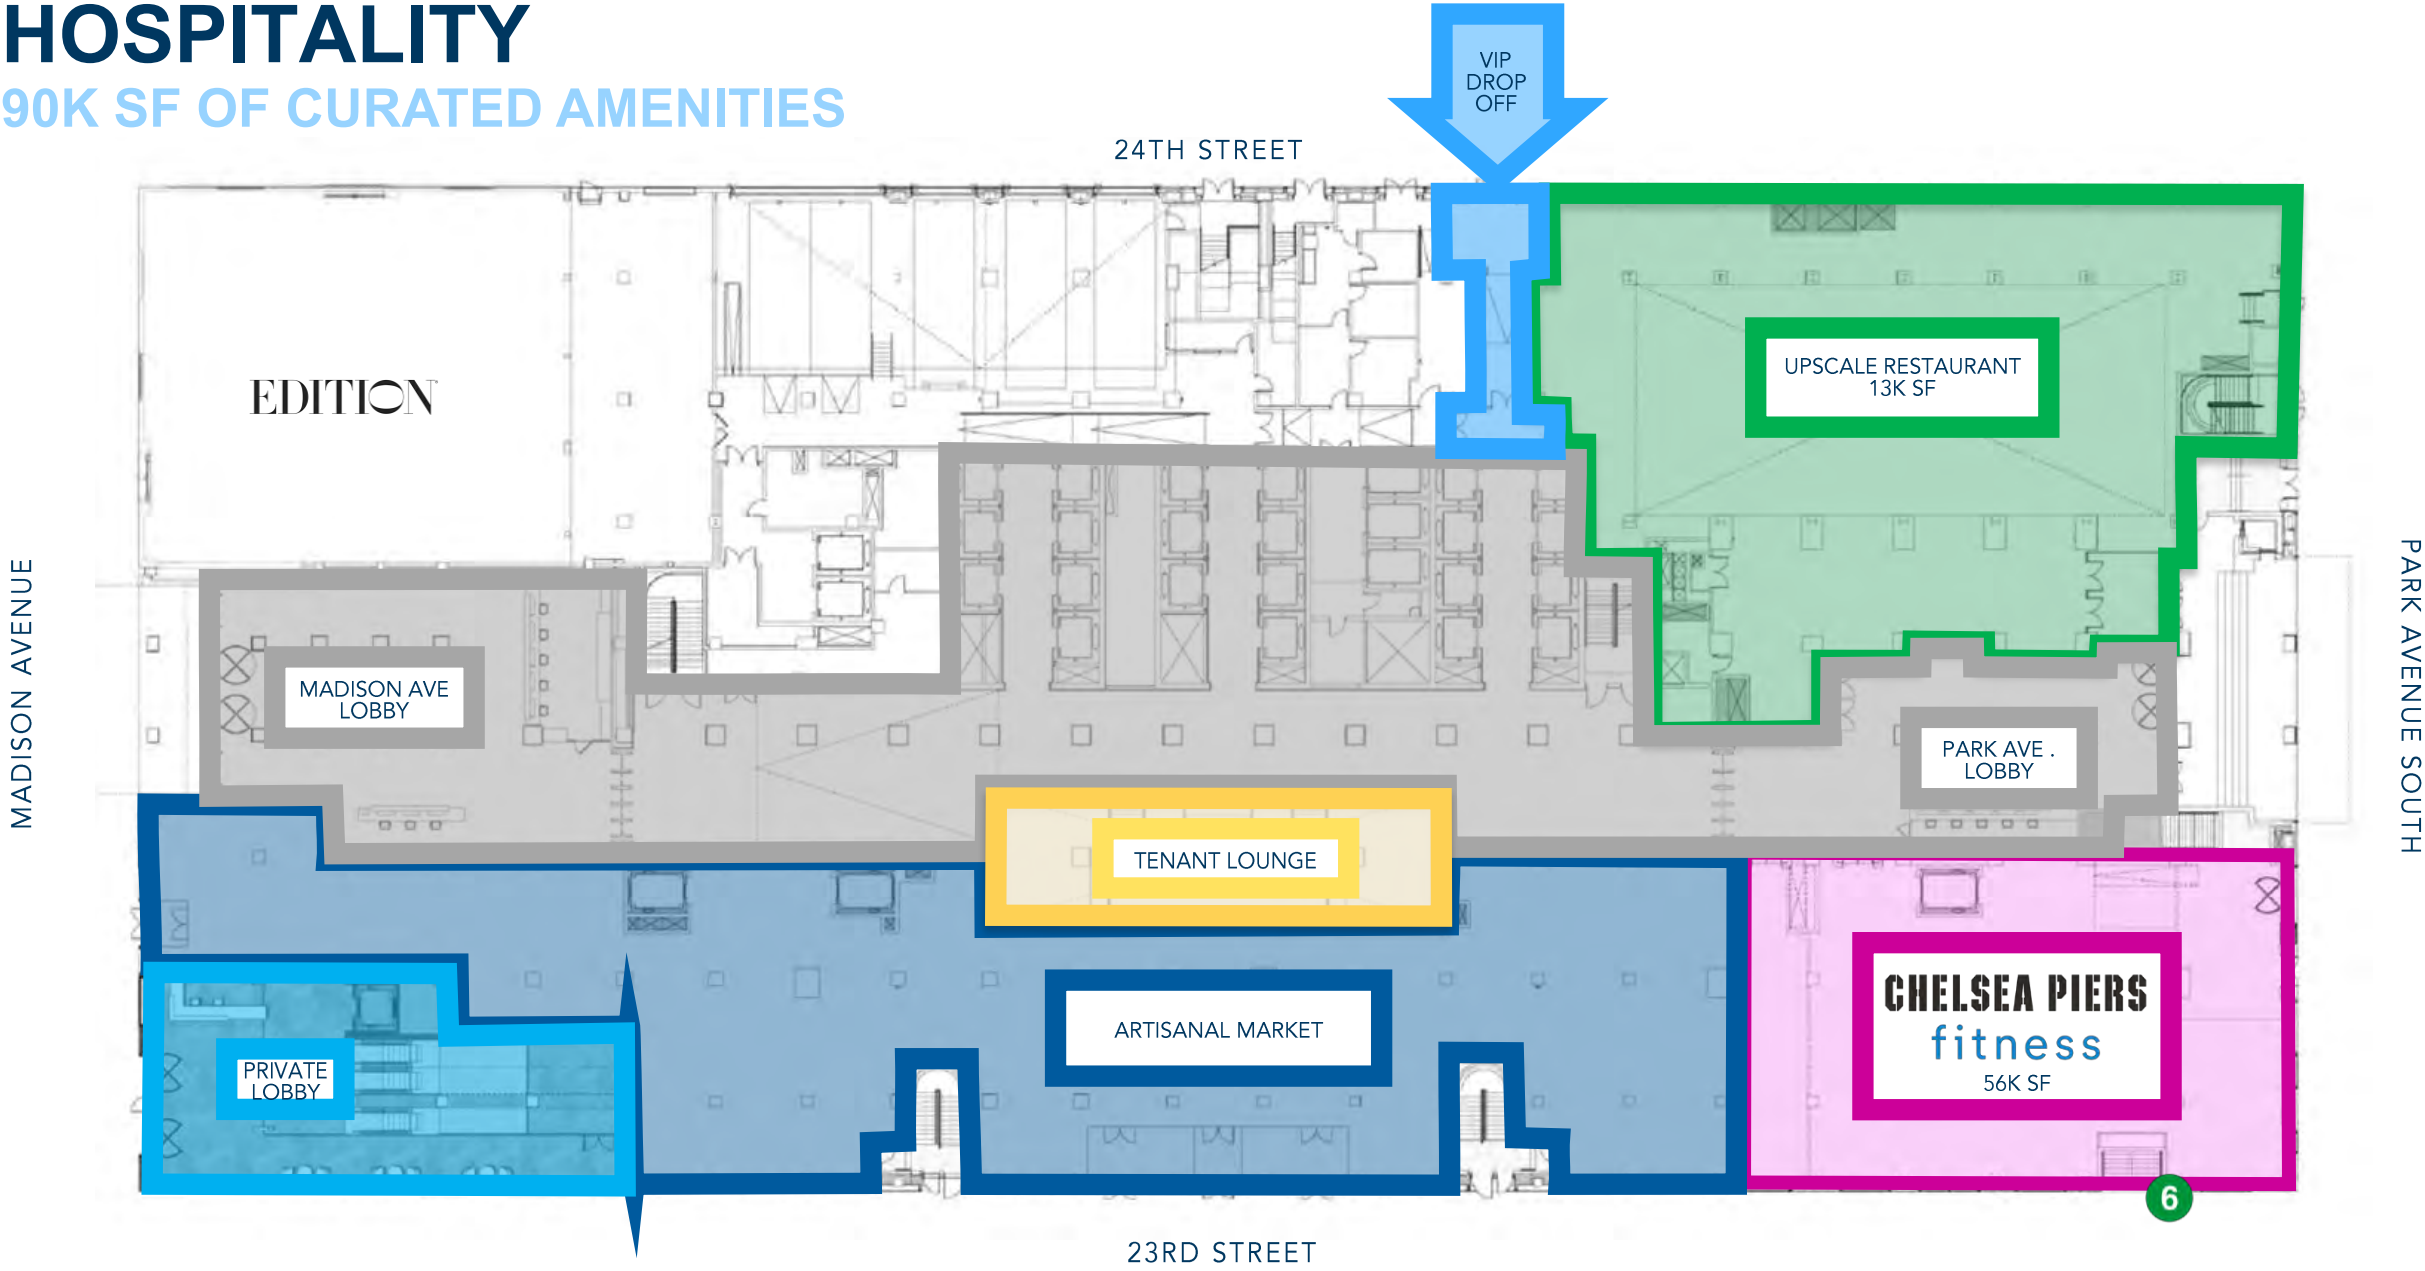 HOSPITALITY
90K SF OF CURATED AMENITIES
VIP
DROP
OFF
24TH STREET
EDITION
UPSCALE RESTAURANT
13K SF
MADISON AVENUE
PARK AVENUE SOUTH
MADISON AVE
LOBBY
PARK AVE .
LOBBY
TENANT LOUNGE
CHELSEA PIERS
fitness
56K SF
ARTISANAL MARKET
PRIVATE
LOBBY
6
23RD STREET